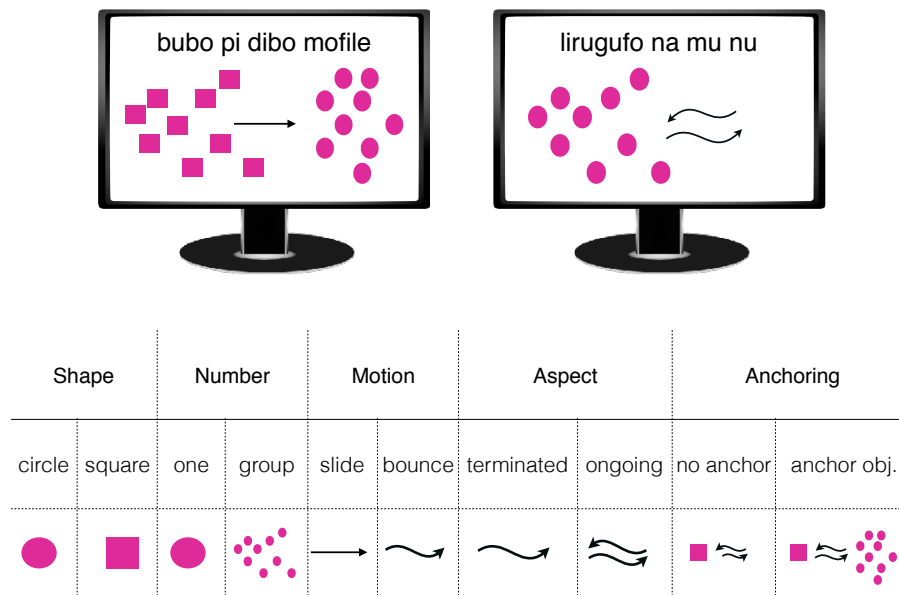 bubo pi dibo mofile
lirugufo na mu nu
Shape Number Motion Aspect Anchoring
circle square one group slide bounce terminated ongoing no anchor anchor obj.